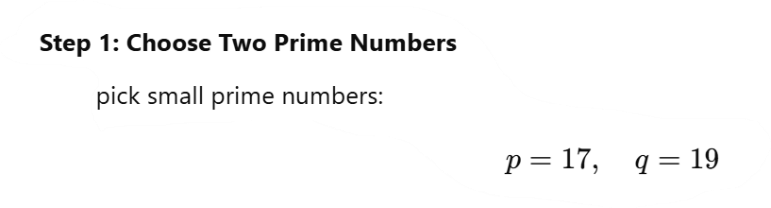 Step 1: Choose Two Prime Numbers
pick small prime numbers:
p = 17, q = 19